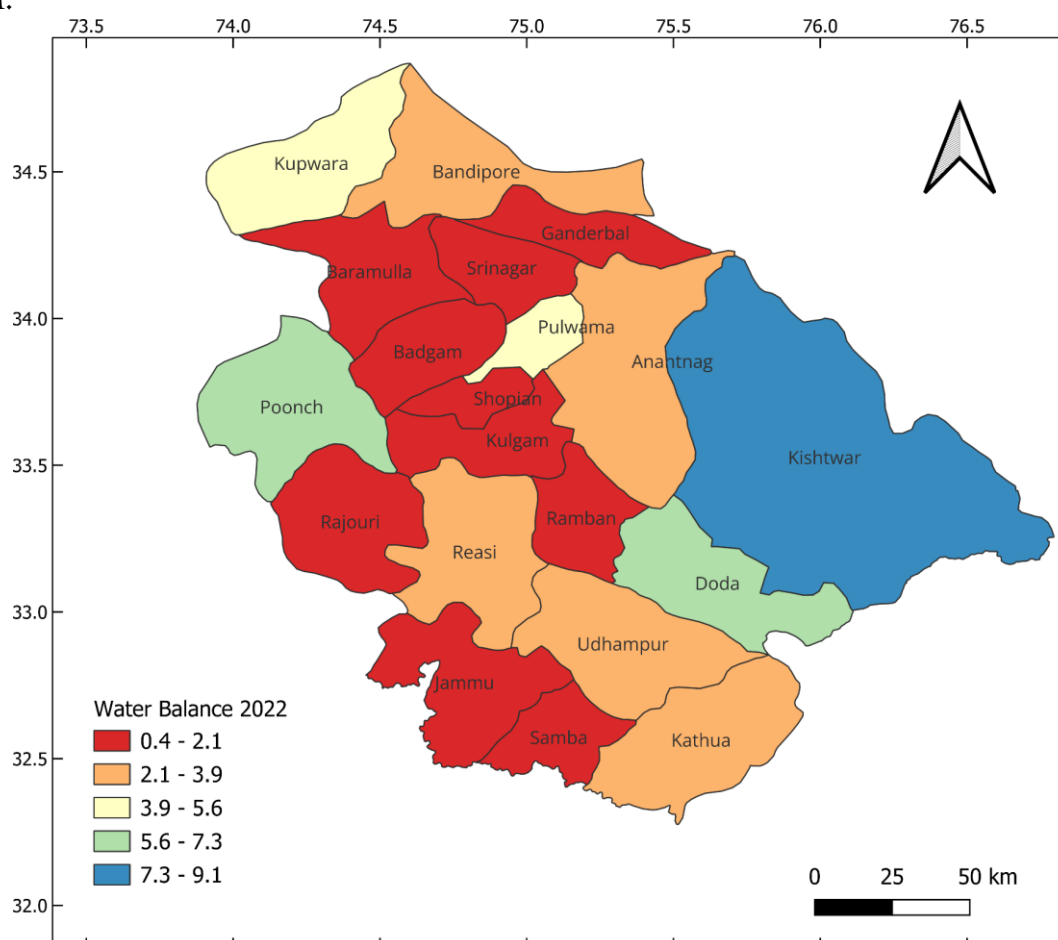 73.5 74.0 74.5 75.0 75.5 76.0 76.5
34.5
Kupwara
Bandipore
Ganderbal
Baramulla
Srinagar
34.0
Pulwama
Badgam
Anantnag
Shopian
Poonch
Kulgam
Kishtwar
33.5
Rajouri
Ramban
Reasi
Doda
33.0
Udhampur
Jammu
Samba
Kathua
32.5
32.0
Water Balance 2022
0.4 - 2.1
2.1 - 3.9
3.9 - 5.6
5.6 - 7.3
7.3 - 9.1
0 25 50 km